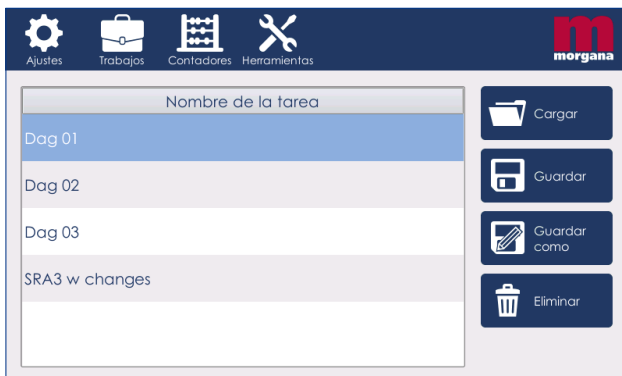 Ajustes
Trabajos
Contadores
Herramientas
morgana
Nombre de la tarea
Dag 01
Dag 02
Dag 03
SRA3 w changes
Cargar
Guardar
Guardar
como
Eliminar